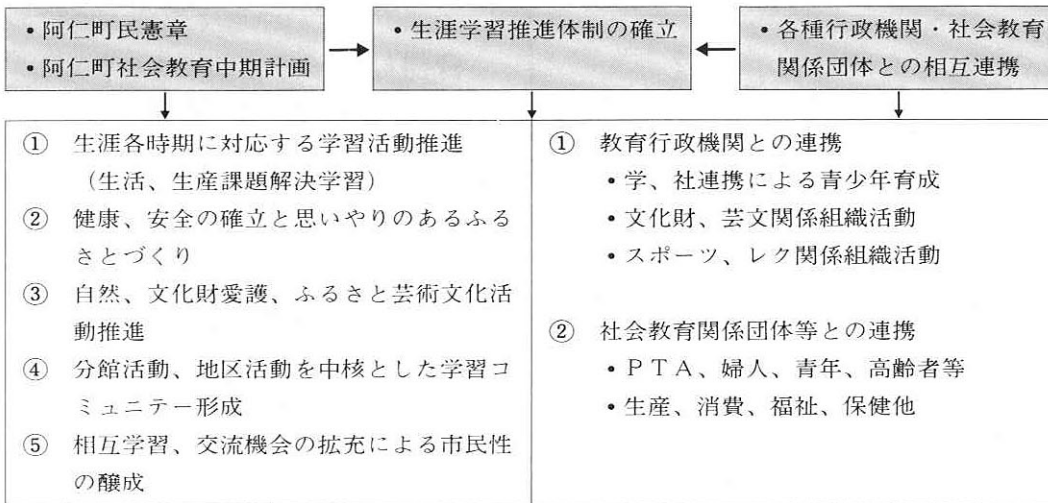 • 阿仁町民憲章
• 阿仁町社会教育中期計画
• 生涯学習推進体制の確立
• 各種行政機関・社会教育
関係団体との相互連携
① 生涯各時期に対応する学習活動推進
（生活、生産課題解決学習）
② 健康、安全の確立と思いやりのあるふる
さとづくり
③ 自然、文化財愛護、ふるさと芸術文化活
動推進
④ 分館活動、地区活動を中核とした学習コ
ミュニテー形成
⑤ 相互学習、交流機会の拡充による市民性
の醸成
① 教育行政機関との連携
• 学、社連携による青少年育成
• 文化財、芸文関係組織活動
• スポーツ、レク関係組織活動
② 社会教育関係団体等との連携
• ＰＴＡ、婦人、青年、高齢者等
• 生産、消費、福祉、保健他